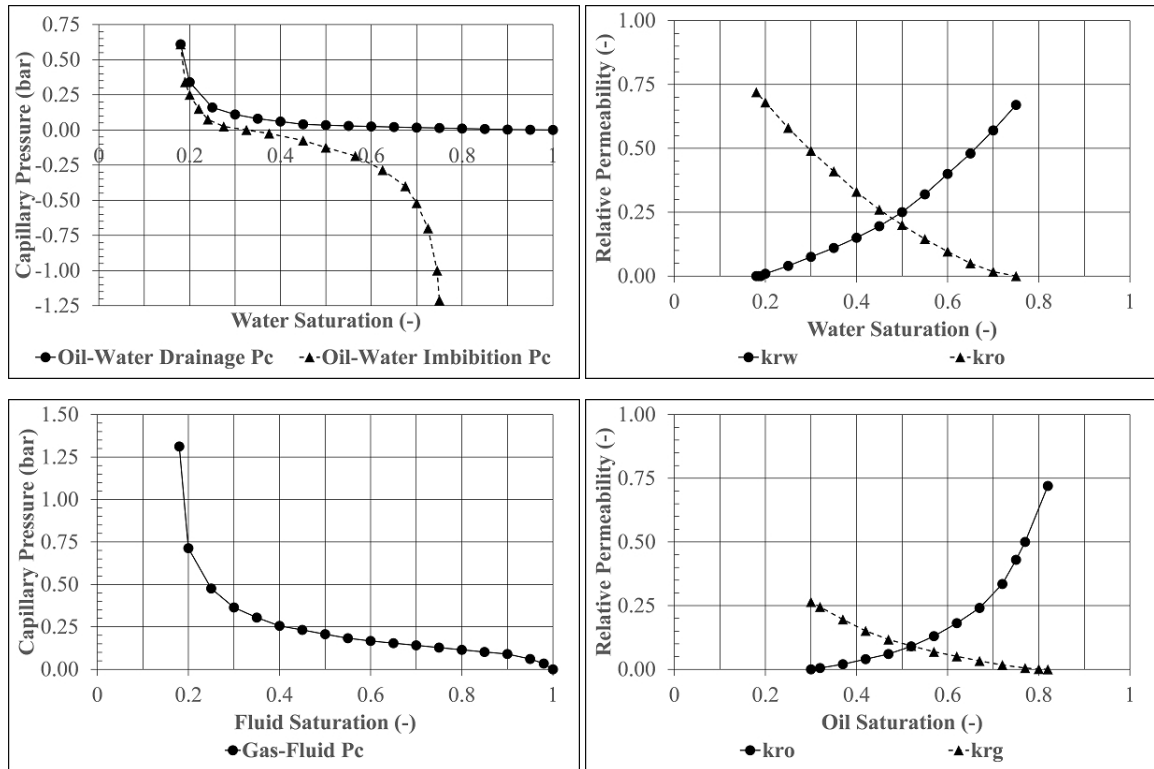 0.75
0.50
0.25
0.00
-0.25
-0.50
-0.75
-1.00
-1.25
Capillary Pressure (bar)
0 0.2 0.4 0.6 0.8 1
Water Saturation (-)
Oil-Water Drainage Pc Oil-Water Imbibition Pc
1.00
0.75
0.50
0.25
0.00
Relative Permeability (-)
0 0.2 0.4 0.6 0.8 1
Water Saturation (-)
krw kro
1.50
1.25
1.00
0.75
0.50
0.25
0.00
Capillary Pressure (bar)
0 0.2 0.4 0.6 0.8 1
Fluid Saturation (-)
Gas-Fluid Pc
1.00
0.75
0.50
0.25
0.00
Relative Permeability (-)
0 0.2 0.4 0.6 0.8 1
Oil Saturation (-)
kro krg